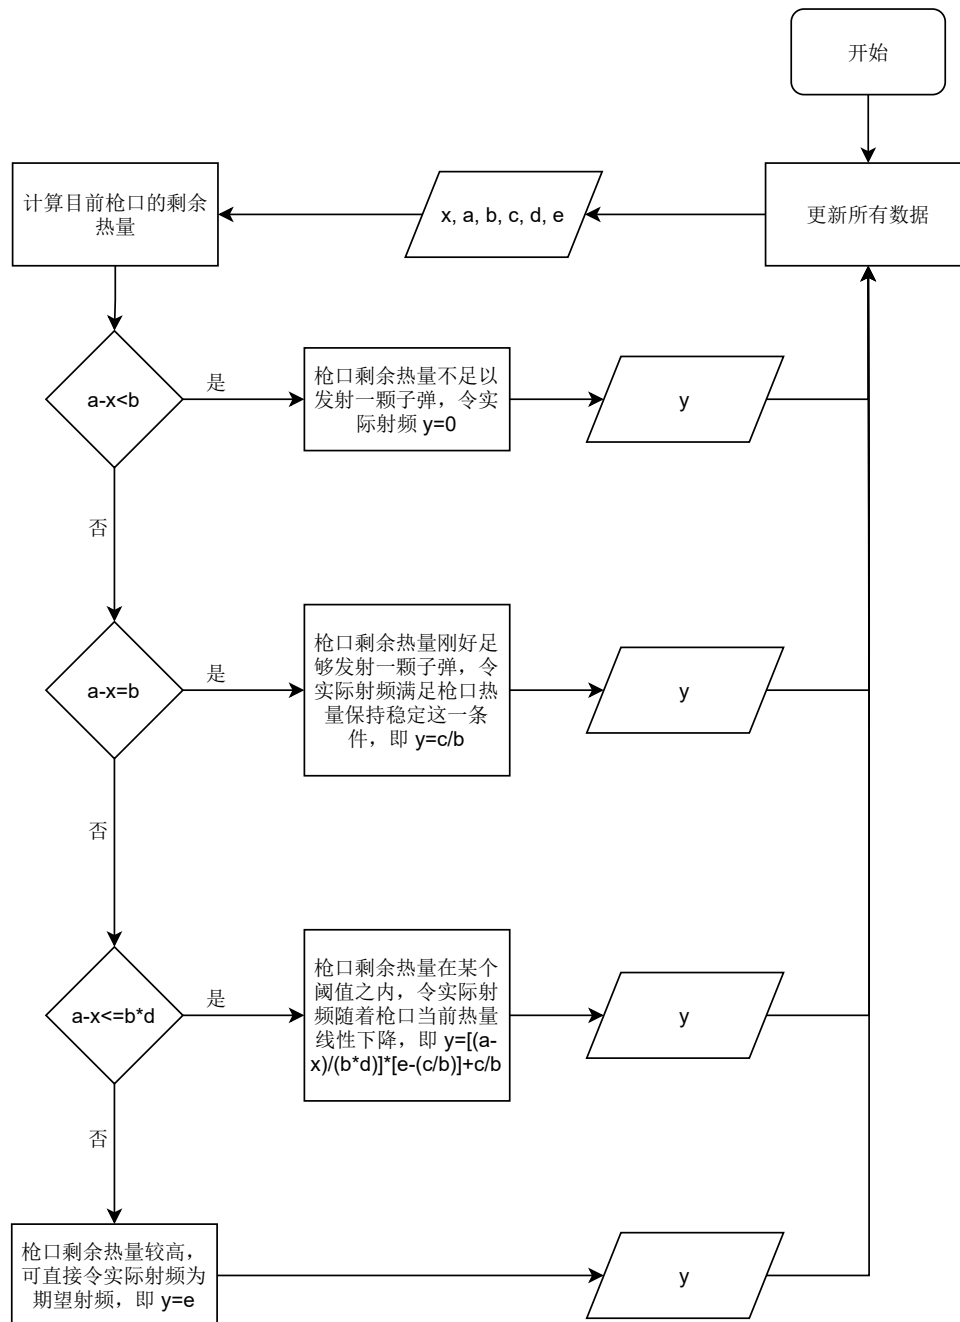 开始
更新所有数据
x, a, b, c, d, e
计算目前枪口的剩余
热量
a-x<b
是
枪口剩余热量不足以
发射一颗子弹，令实
际射频 y=0
y
否
a-x=b
是
枪口剩余热量刚好足
够发射一颗子弹，令
实际射频满足枪口热
量保持稳定这一条
件，即 y=c/b
y
否
a-x<=b*d
是
枪口剩余热量在某个
阈值之内，令实际射
频随着枪口当前热量
线性下降，即 y=[(a-
x)/(b*d)]*[e-(c/b)]+c/b
y
否
枪口剩余热量较高，
可直接令实际射频为
期望射频，即 y=e
y